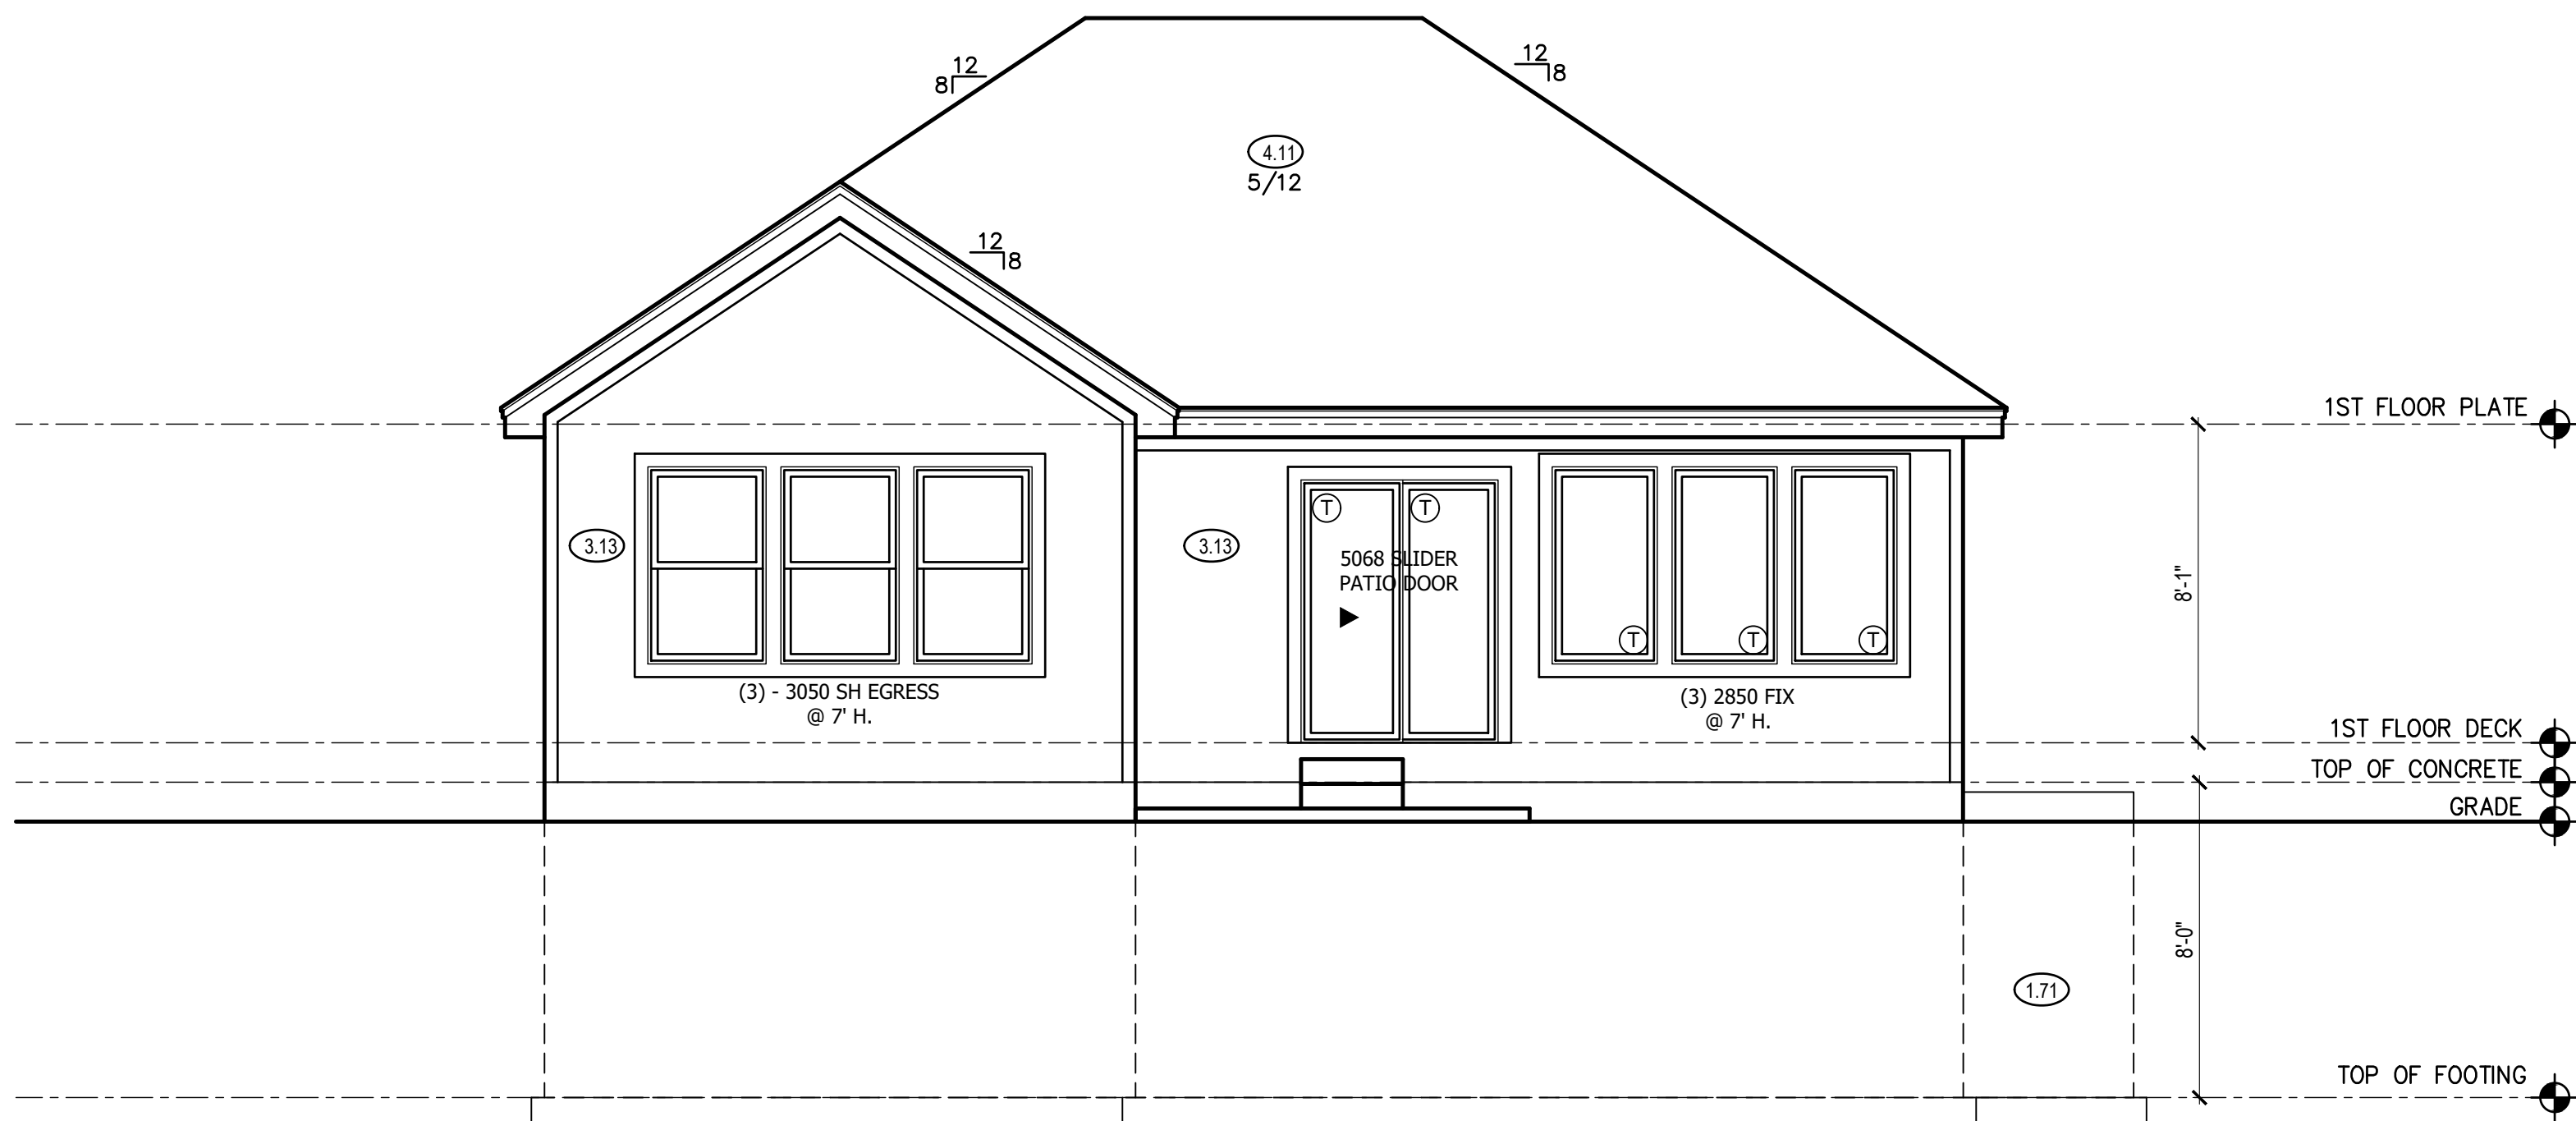 12
8
12
8
4.11
5/12
12
8
1ST FLOOR PLATE
T
T
3.13
3.13
5068 SLIDER
PATIO DOOR
8'-1"
T
T
T
(3) - 3050 SH EGRESS
@ 7' H.
(3) 2850 FIX
@ 7' H.
1ST FLOOR DECK
TOP OF CONCRETE
GRADE
8'-0"
1.71
TOP OF FOOTING